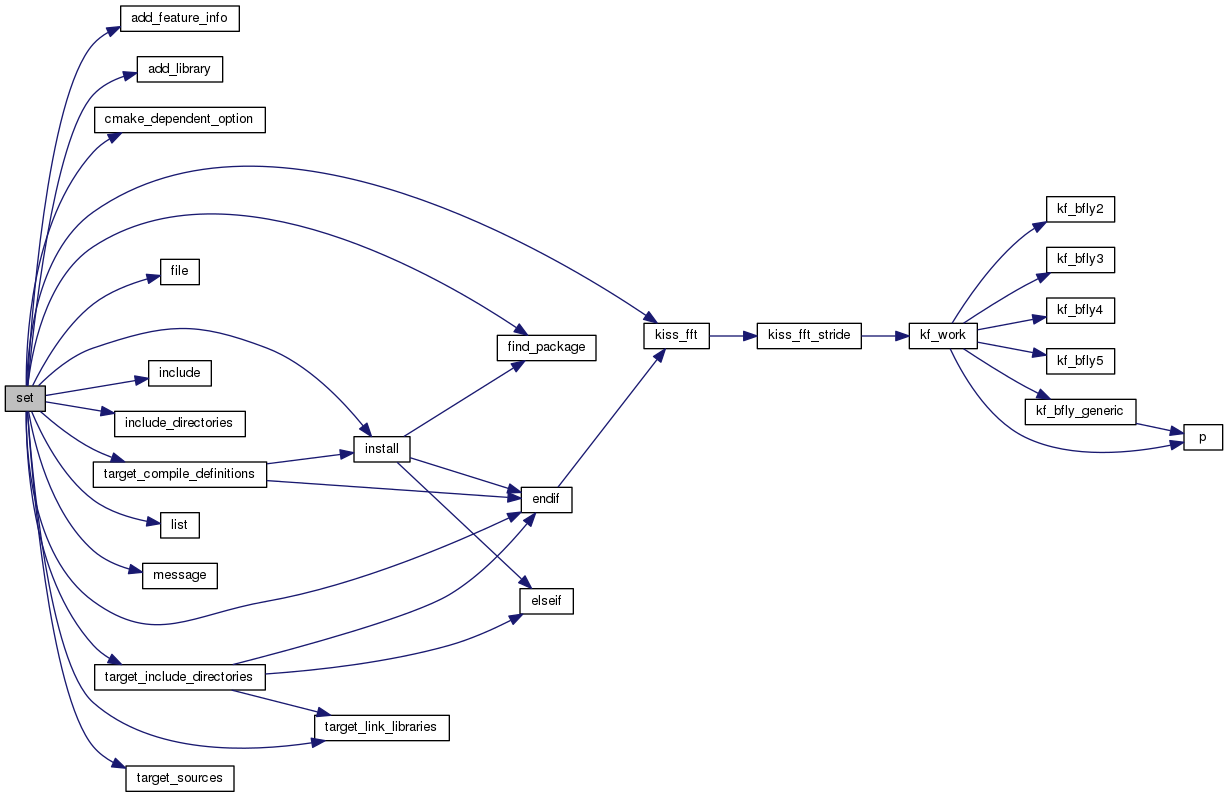 add_feature_info
add_library
cmake_dependent_option
file
include
set
include_directories
target_compile_definitions
list
message
target_include_directories
target_link_libraries
target_sources
install
find_package
endif
elseif
kiss_fft
kiss_fft_stride
kf_work
kf_bfly2
kf_bfly3
kf_bfly4
kf_bfly5
kf_bfly_generic
p